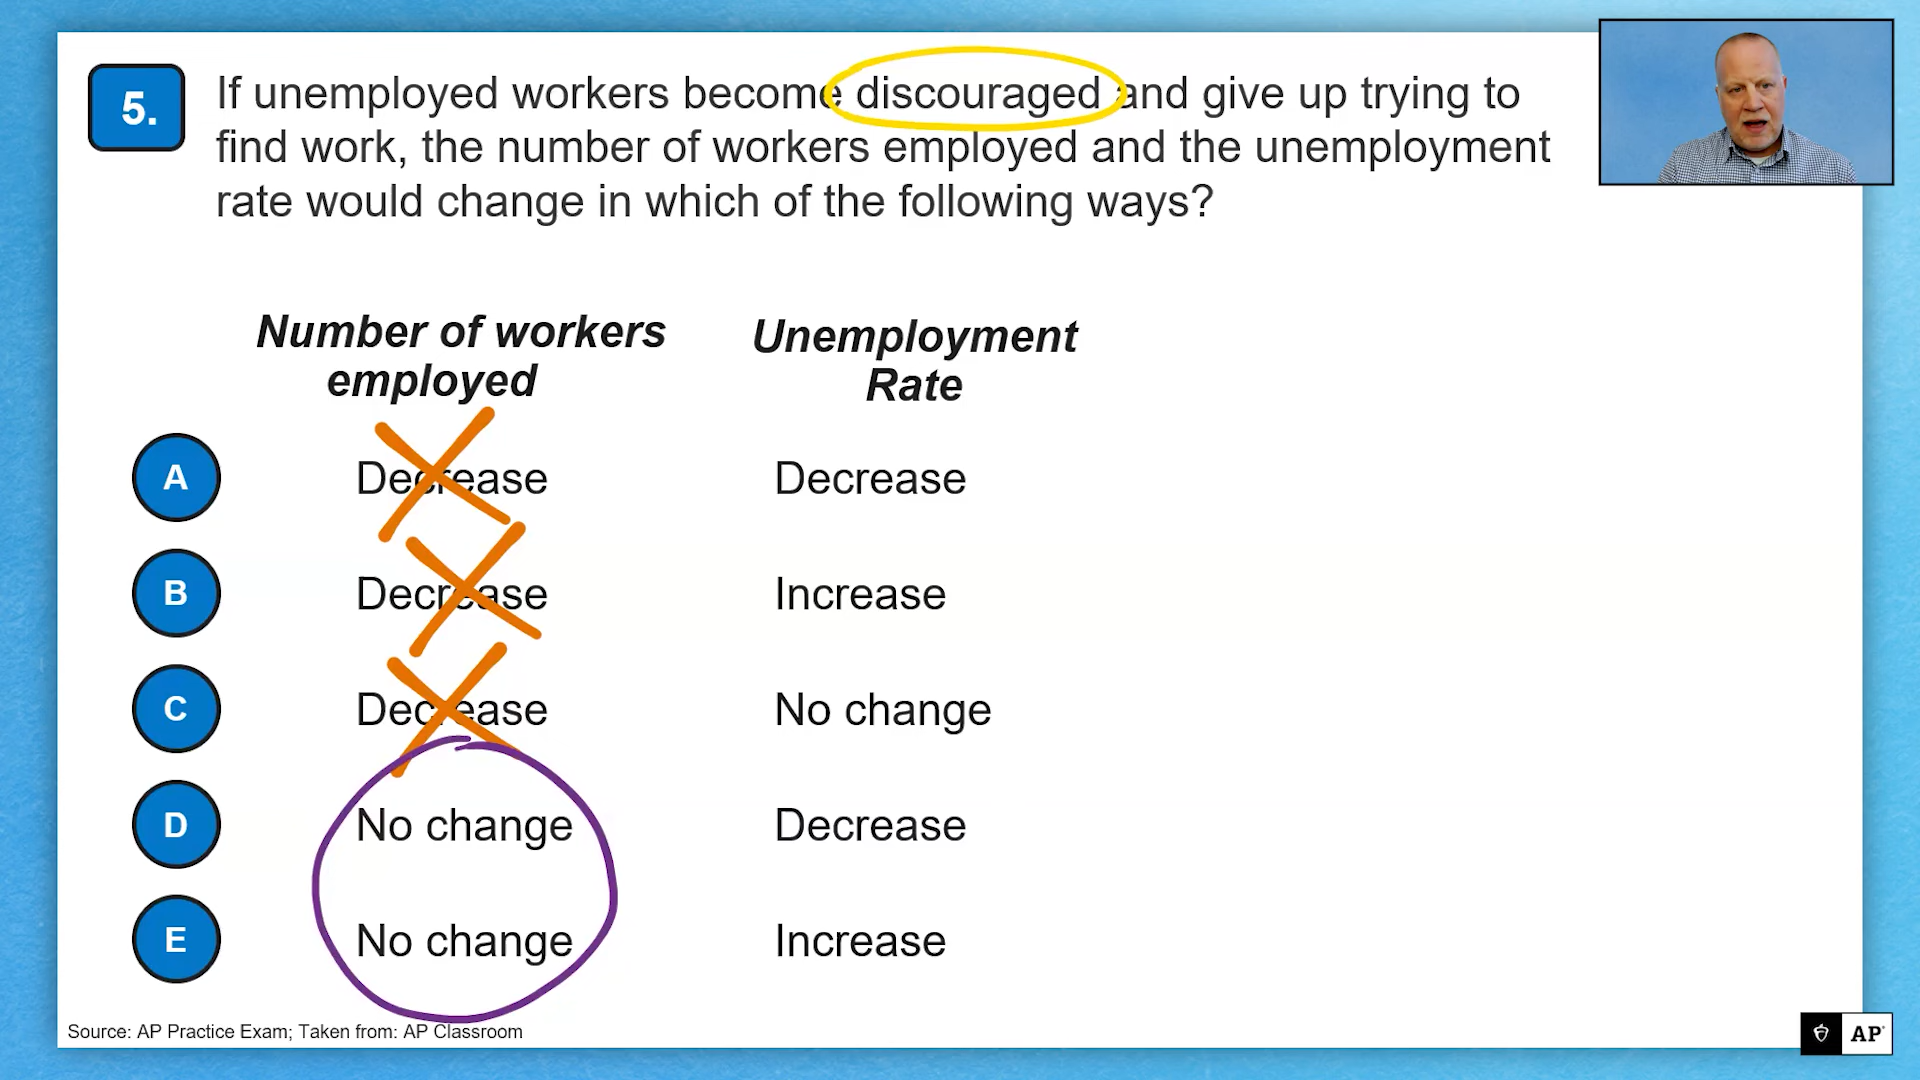 5.
If unemployed workers become discouraged and give up trying to
find work, the number of workers employed and the unemployment
rate would change in which of the following ways?
Number of workers
employed
Unemployment
Rate
A Decrease Decrease
B Decrease Increase
C Decrease No change
D No change Decrease
E No change Increase
Source: AP Practice Exam; Taken from: AP Classroom
AP